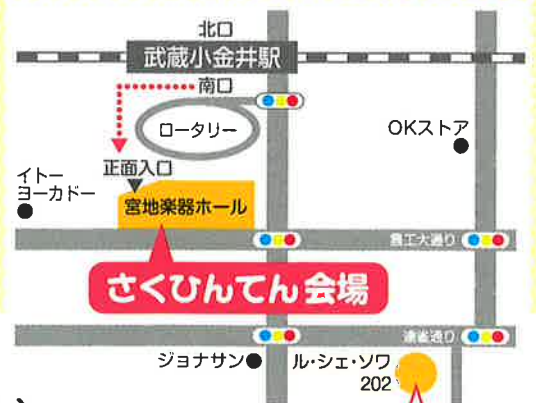 北口
武蔵小金井駅
南口
ロータリー
OKストア
正面入口
イトー
ヨーカドー
宮地楽器ホール
農工大通り
さくひんてん 会場
連雀通り
ジョナサン
ル・シェ・ソワ
202